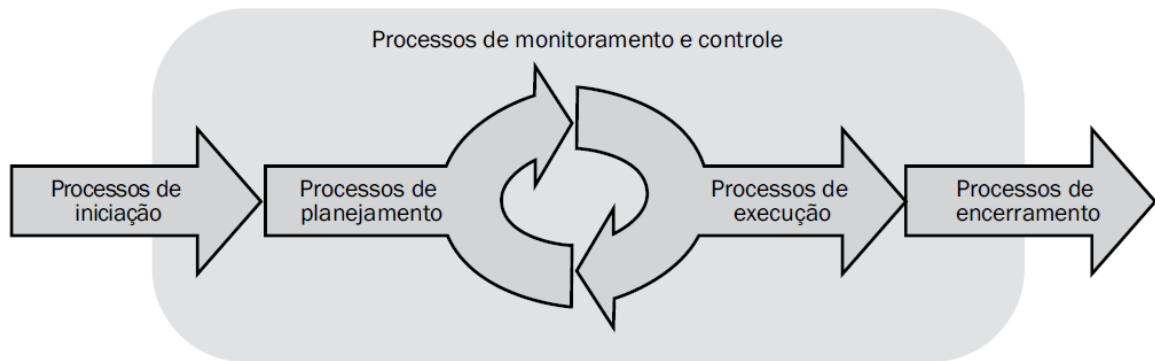 Processos de monitoramento e controle
Processos de
iniciação
Processos de
planejamento
Processos de
execução
Processos de
encerramento